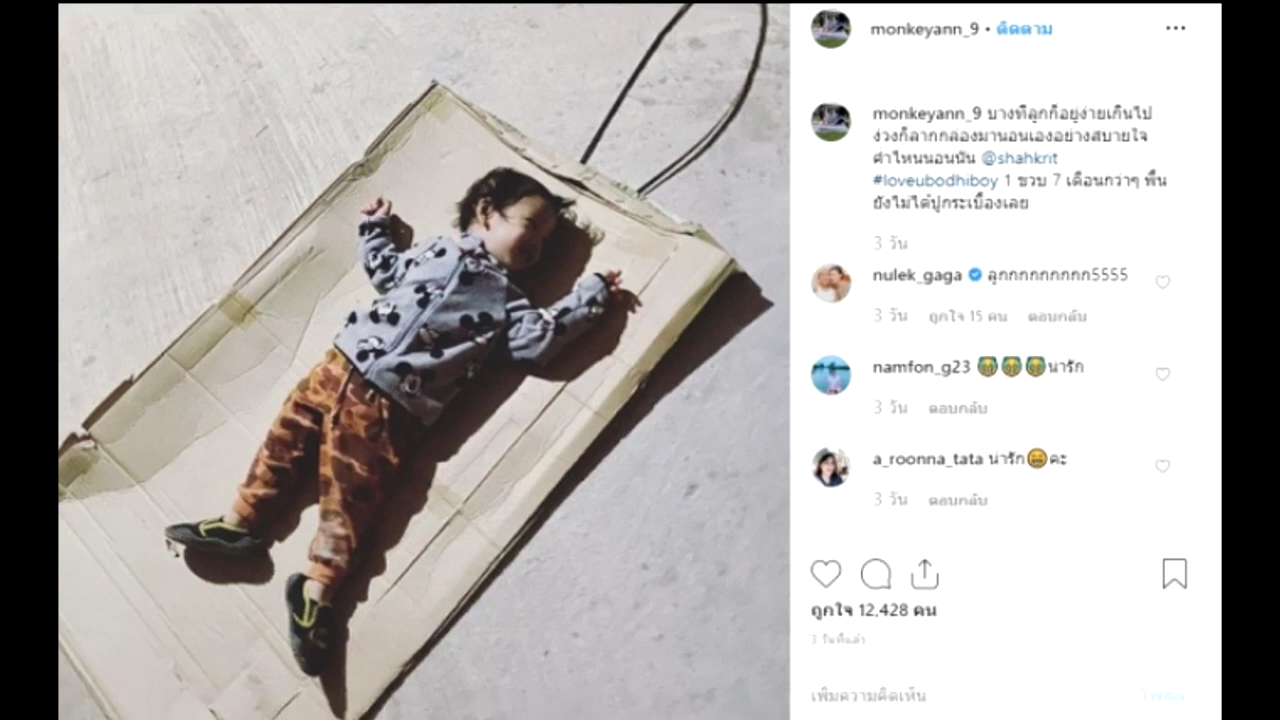 monkeyann_9 • ติดตาม
monkeyann_9 บางทีลูกก็อยู่ง่ายเกินไป
ง่วงก็ลากกล่องมานอนเองอย่างสบายใจ
ค่ำไหนนอนนั่น @shahkrit
#loveubodhiboy 1 ขวบ 7 เดือนกว่าๆ พื้น
ยังไม่ได้ปูกระเบื้องเลย
3 วัน
nulek_gaga ลูกกกกกกกกกก5555
3 วัน ถูกใจ 15 คน ตอบกลับ
namfon_g23 น่ารัก
3 วัน ตอบกลับ
a_roonna_tata น่ารัก คะ
3 วัน ตอบกลับ
ถูกใจ 12,428 คน
3 วันที่แล้ว
เพิ่มความคิดเห็น